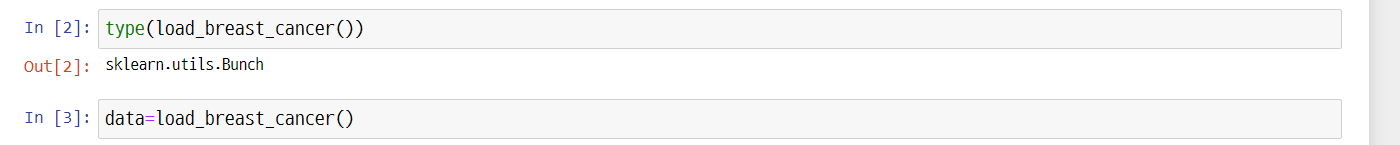 In [2]: type(load_breast_cancer())
Out[2]: sklearn.utils.Bunch
In [3]: data=load_breast_cancer()